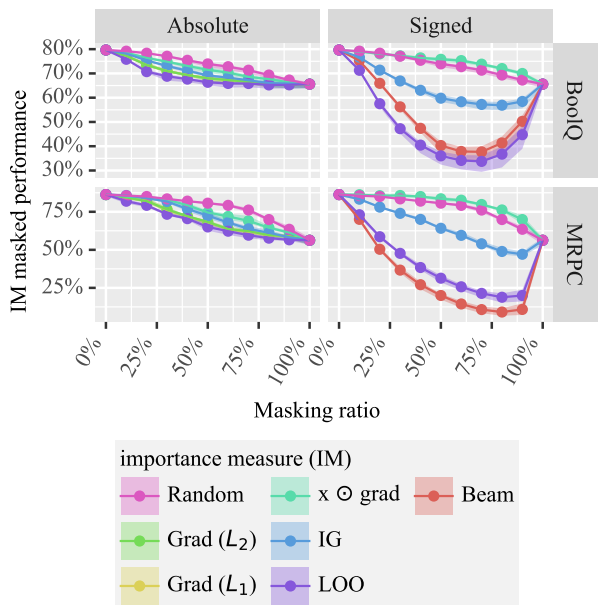 Absolute
Signed
IM masked performance
80%
70%
60%
50%
40%
30%
BoolQ
75%
50%
25%
MRPC
0%
25%
50%
75%
100%
0%
25%
50%
75%
100%
Masking ratio
importance measure (IM)
Random
x ⊙ grad
Beam
Grad (L₂)
IG
Grad (L₁)
LOO